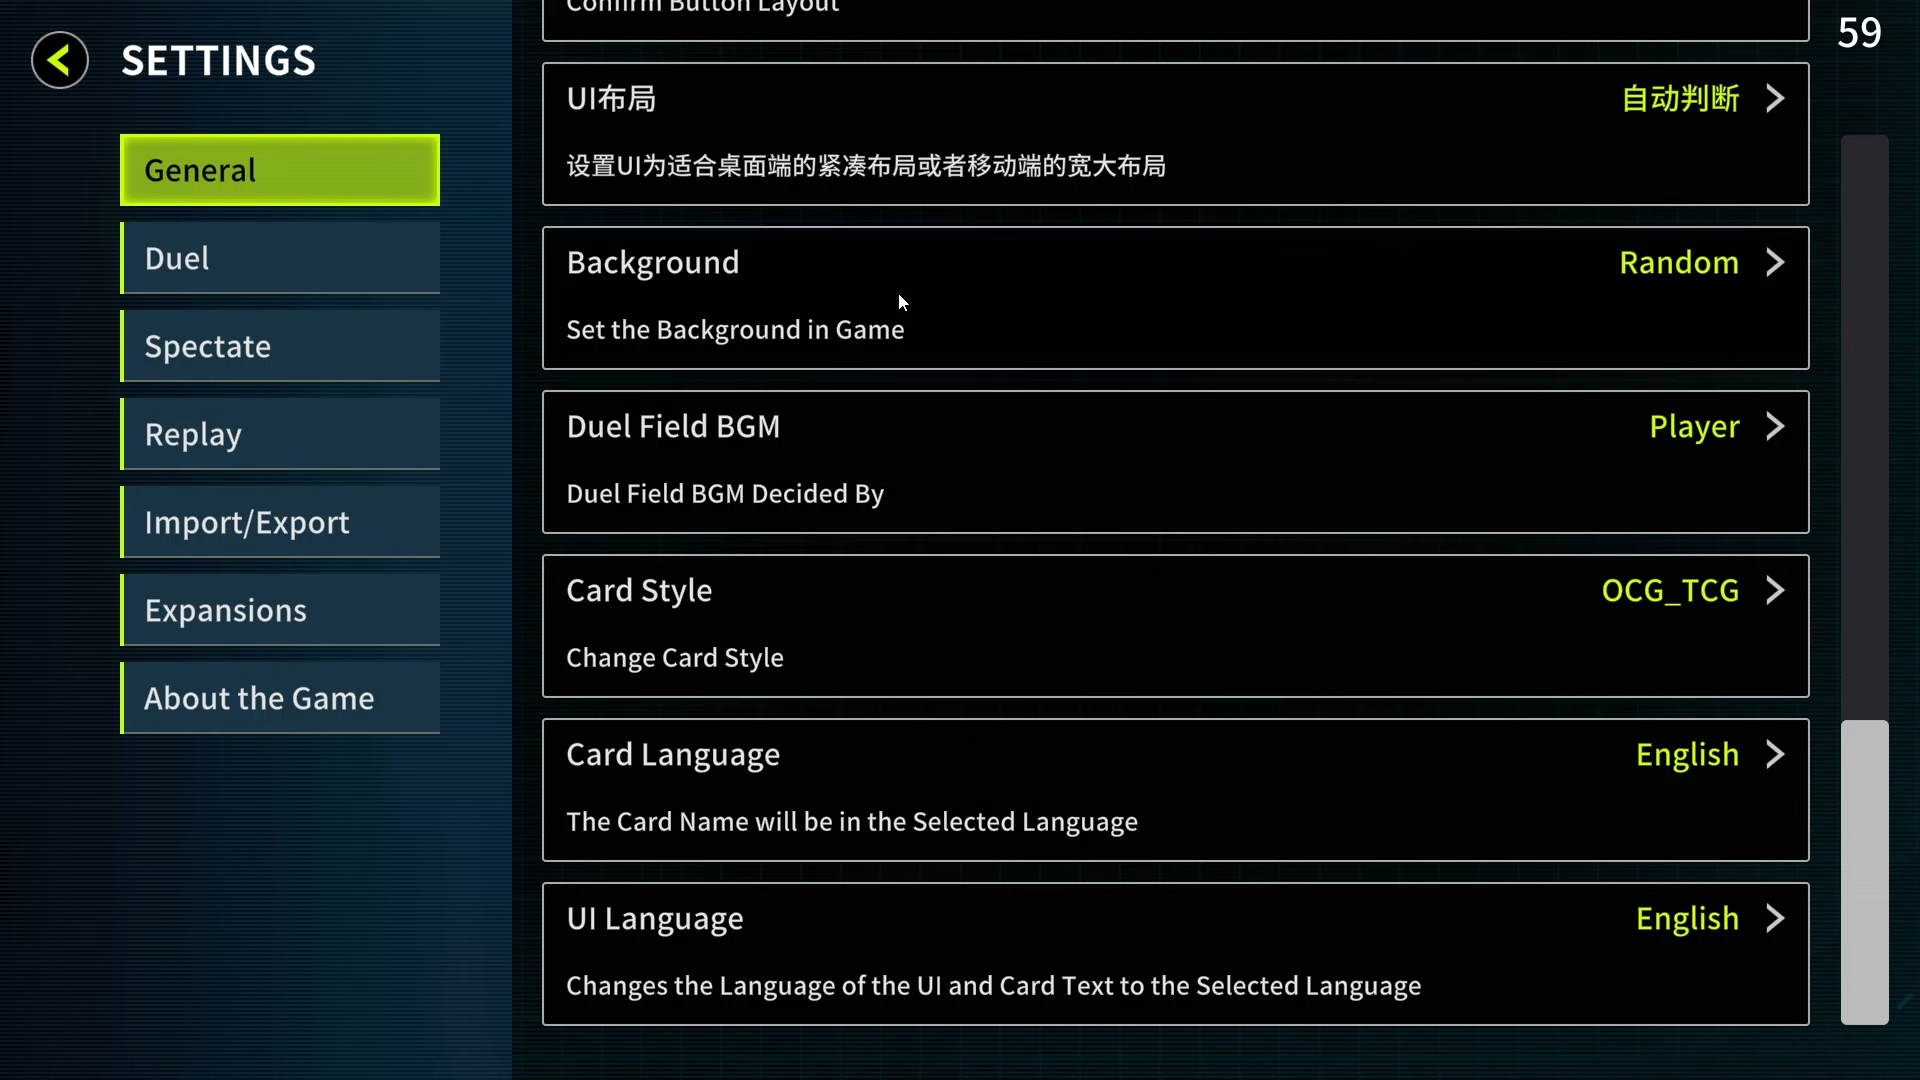 SETTINGS
General
Duel
Spectate
Replay
Import/Export
Expansions
About the Game
Confirm Button Layout
59
UI布局
自动判断
设置UI为适合桌面端的紧凑布局或者移动端的宽大布局
Background
Random
Set the Background in Game
Duel Field BGM
Player
Duel Field BGM Decided By
Card Style
OCG_TCG
Change Card Style
Card Language
English
The Card Name will be in the Selected Language
UI Language
English
Changes the Language of the UI and Card Text to the Selected Language